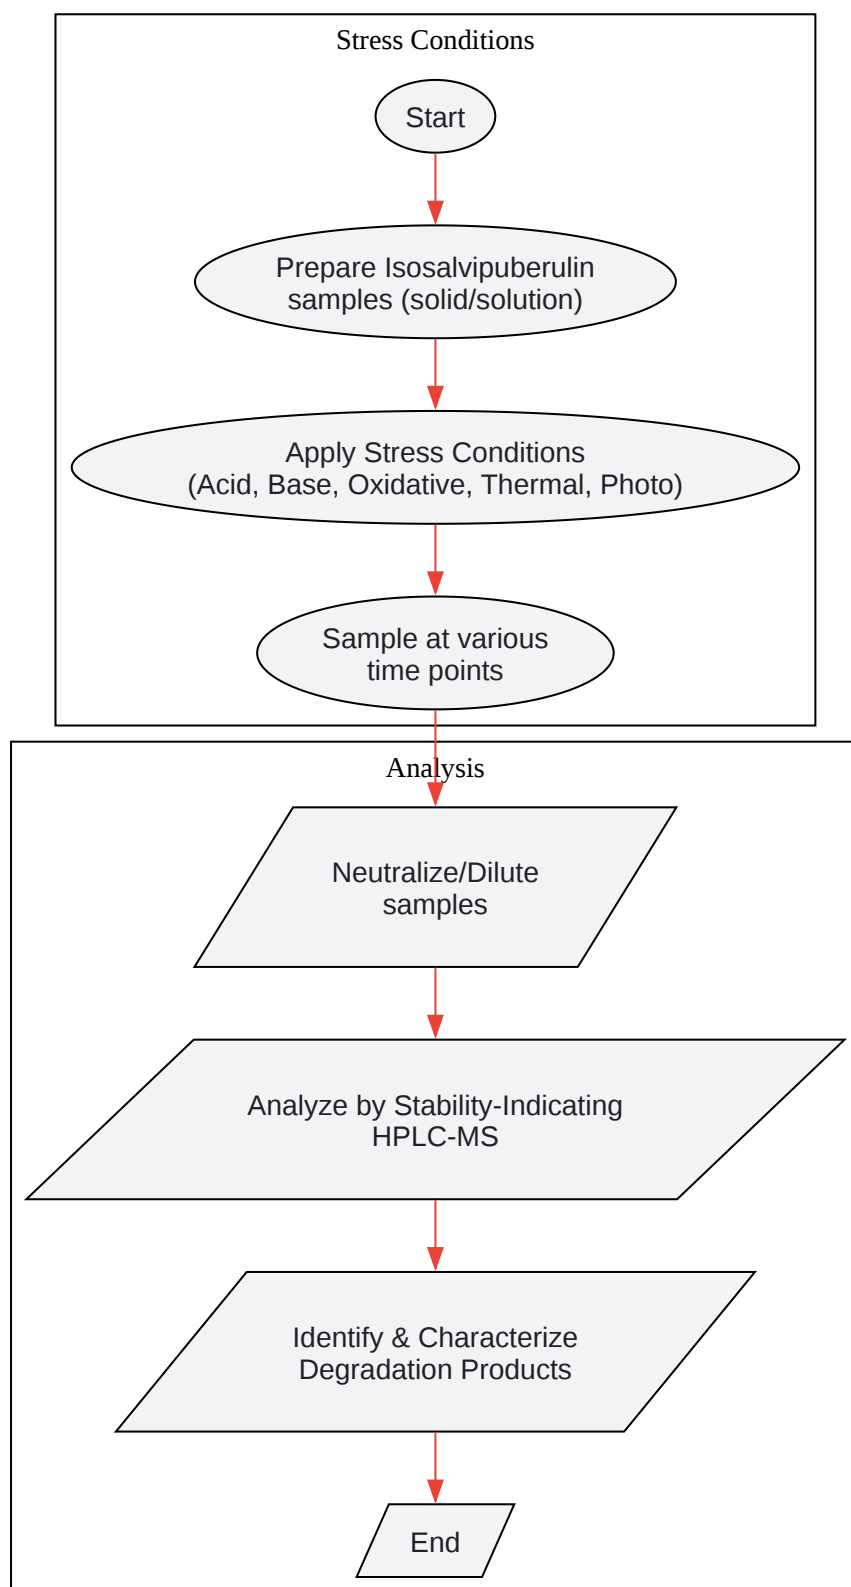 Stress Conditions
Start
Prepare Isosalvipuberulin
samples (solid/solution)
Apply Stress Conditions
(Acid, Base, Oxidative, Thermal, Photo)
Sample at various
time points
Analysis
Neutralize/Dilute
samples
Analyze by Stability-Indicating
HPLC-MS
Identify & Characterize
Degradation Products
End